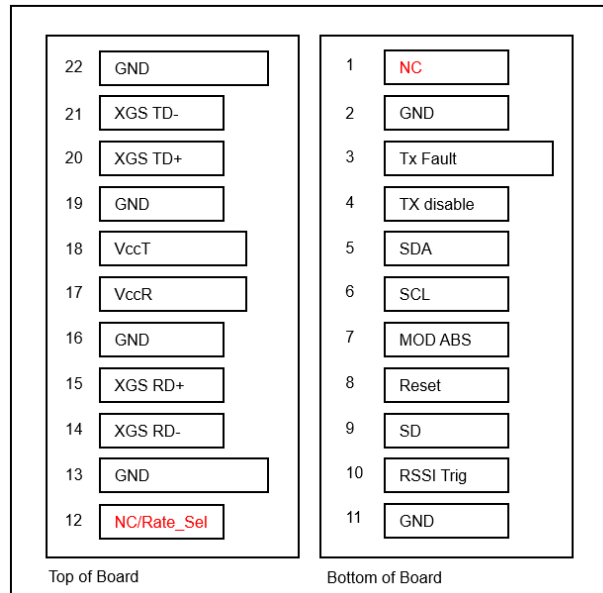 22 GND
21 XGS TD-
20 XGS TD+
19 GND
18 VccT
17 VccR
16 GND
15 XGS RD+
14 XGS RD-
13 GND
12 NC/Rate_Sel
Top of Board
1 NC
2 GND
3 Tx Fault
4 TX disable
5 SDA
6 SCL
7 MOD ABS
8 Reset
9 SD
10 RSSI Trig
11 GND
Bottom of Board